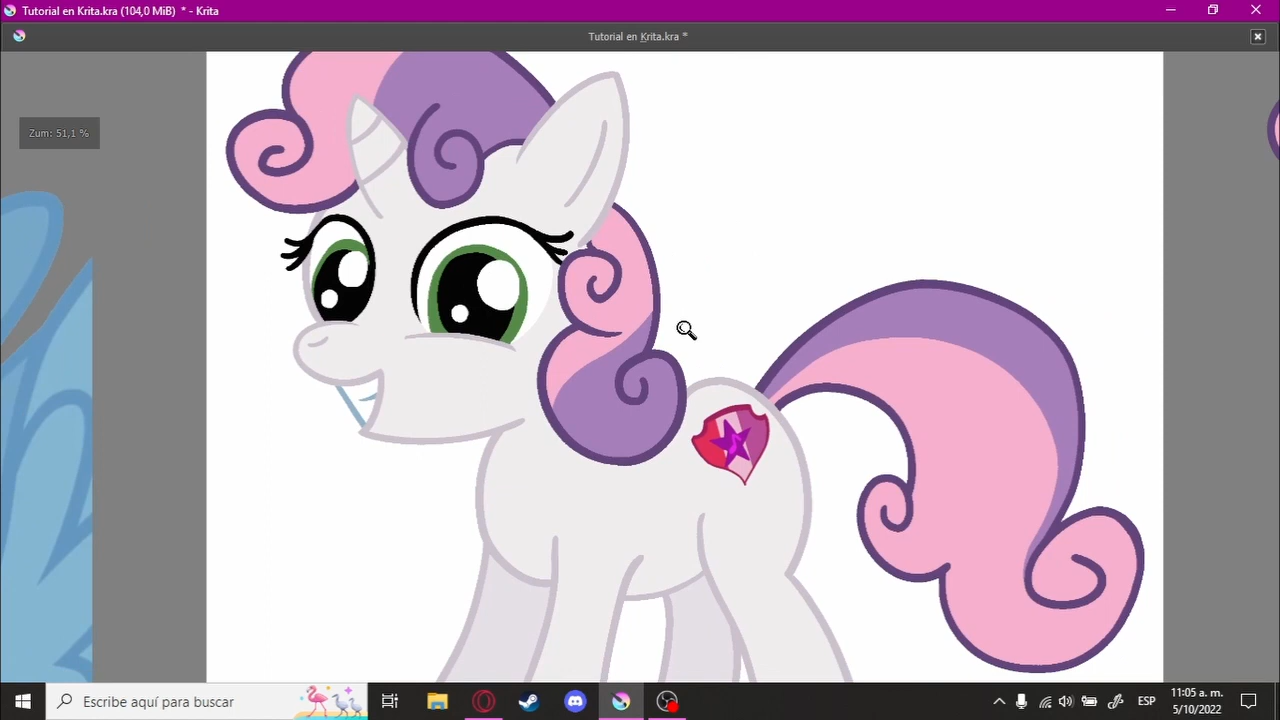 Tutorial en Krita.kra (104,0 MiB) * - Krita
Tutorial en Krita.kra *
Zum: 51,1 %
Escribe aquí para buscar
ESP
11:05 a. m.
5/10/2022